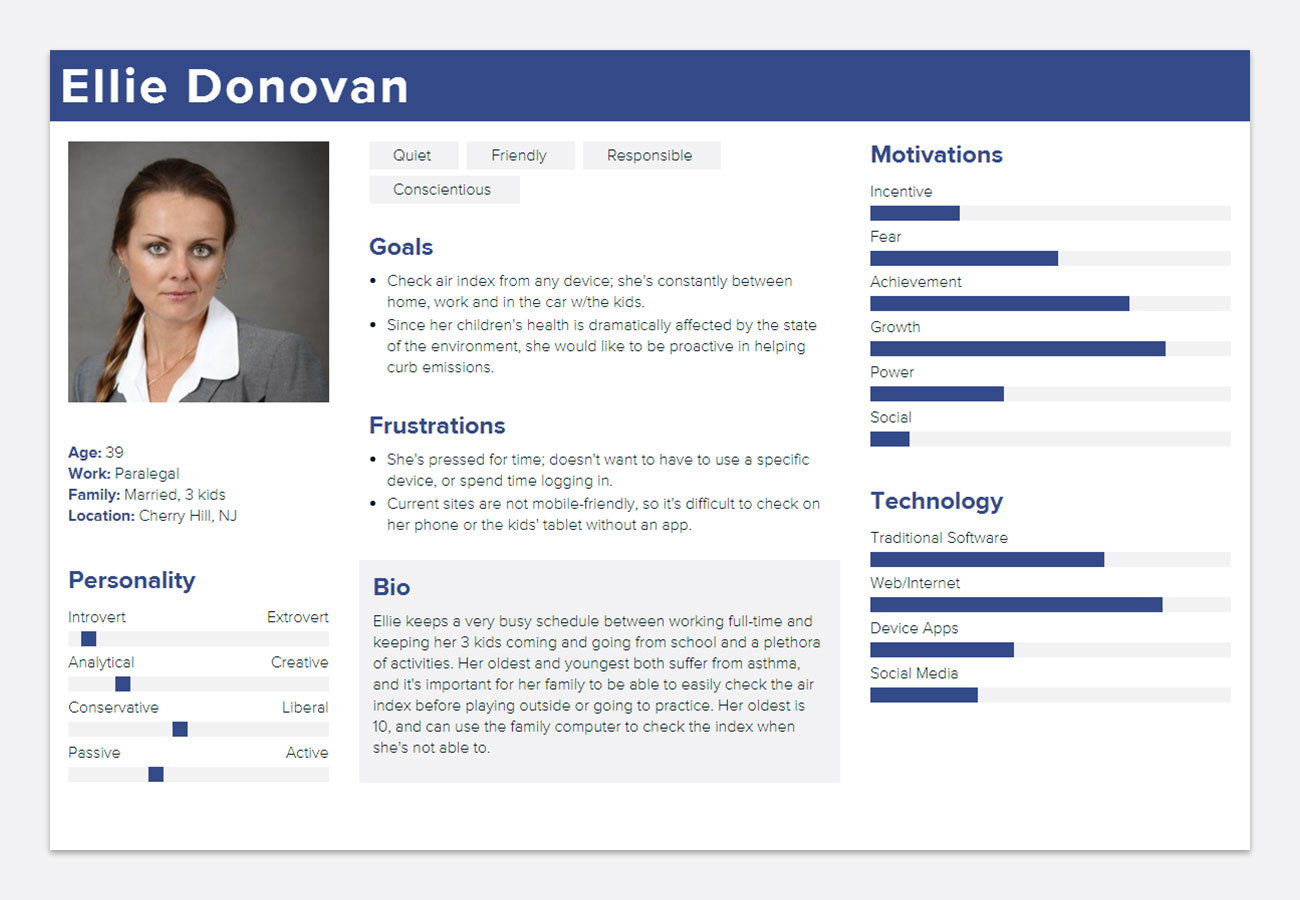 Ellie Donovan
Age: 39
Work: Paralegal
Family: Married, 3 kids
Location: Cherry Hill, NJ
Personality
Introvert Extrovert
Analytical Creative
Conservative Liberal
Passive Active
Quiet Friendly Responsible
Conscientious
Goals
• Check air index from any device; she's constantly between
home, work and in the car w/the kids.
• Since her children's health is dramatically affected by the state
of the environment, she would like to be proactive in helping
curb emissions.
Frustrations
• She's pressed for time; doesn't want to have to use a specific
device, or spend time logging in.
• Current sites are not mobile-friendly, so it's difficult to check on
her phone or the kids' tablet without an app.
Bio
Ellie keeps a very busy schedule between working full-time and
keeping her 3 kids coming and going from school and a plethora
of activities. Her oldest and youngest both suffer from asthma,
and it's important for her family to be able to easily check the air
index before playing outside or going to practice. Her oldest is
10, and can use the family computer to check the index when
she's not able to.
Motivations
Incentive
Fear
Achievement
Growth
Power
Social
Technology
Traditional Software
Web/Internet
Device Apps
Social Media